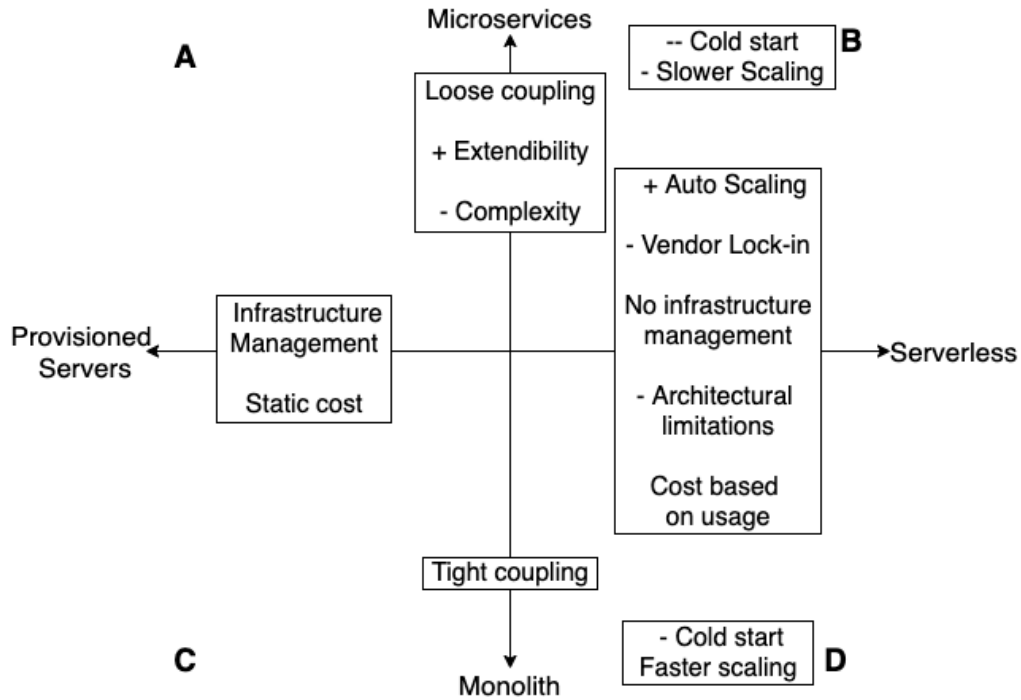 Microservices
A
-- Cold start
- Slower Scaling
B
Loose coupling
+ Extendibility
- Complexity
+ Auto Scaling
- Vendor Lock-in
No infrastructure
management
- Architectural
limitations
Cost based
on usage
Infrastructure
Management
Static cost
Provisioned
Servers
Serverless
Tight coupling
C
- Cold start
Faster scaling
D
Monolith